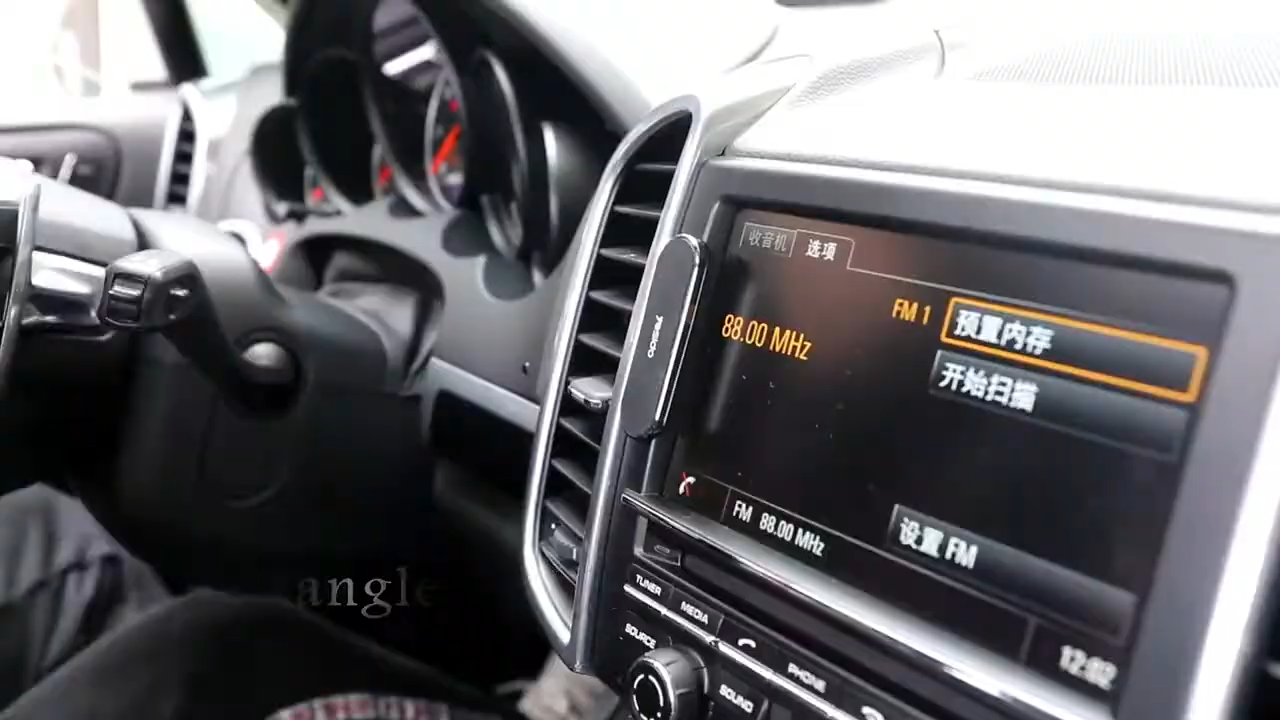 收音机
选项
FM 1
预置内存
88.00 MHz
开始扫描
yesido
FM 88.00 MHz
设置 FM
12:02
angle
TUNER
MEDIA
SOURCE
PHONE
SOUND